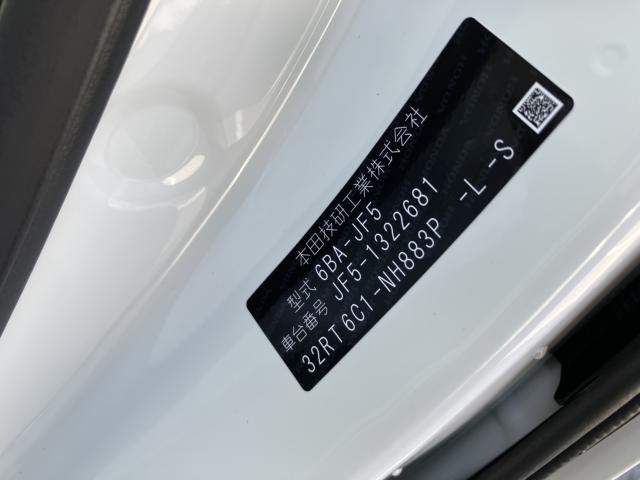 本田技研工業株式会社
型式 6BA-JF5
車台番号 JF5-1322681
32RT6C1-NH883P -L -S